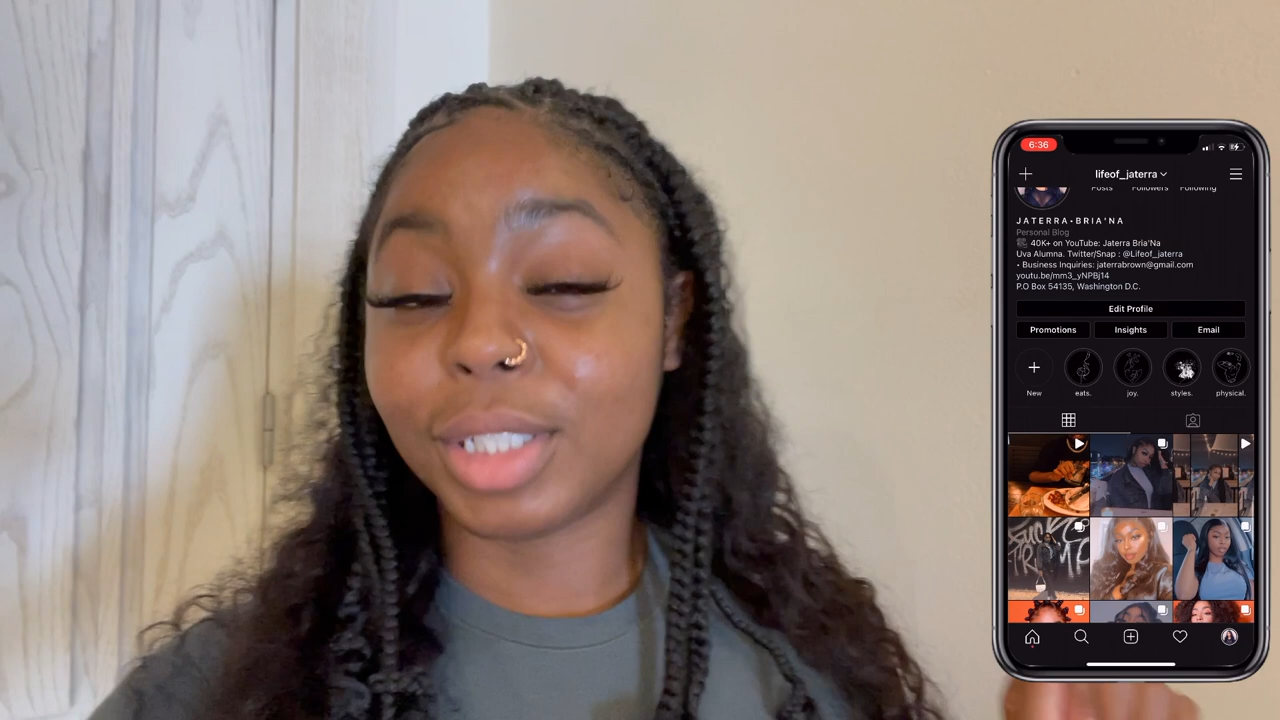 6:36
lifeof_jaterra
Posts Followers Following
JATERRA•BRIA'NA
Personal Blog
40K+ on YouTube: Jaterra Bria'Na
Uva Alumna. Twitter/Snap : @Lifeof_jaterra
• Business Inquiries: jaterrabrown@gmail.com
youtu.be/mm3_yNPBj14
P.O Box 54135, Washington D.C.
Edit Profile
Promotions Insights Email
New eats. joy. styles. physical.